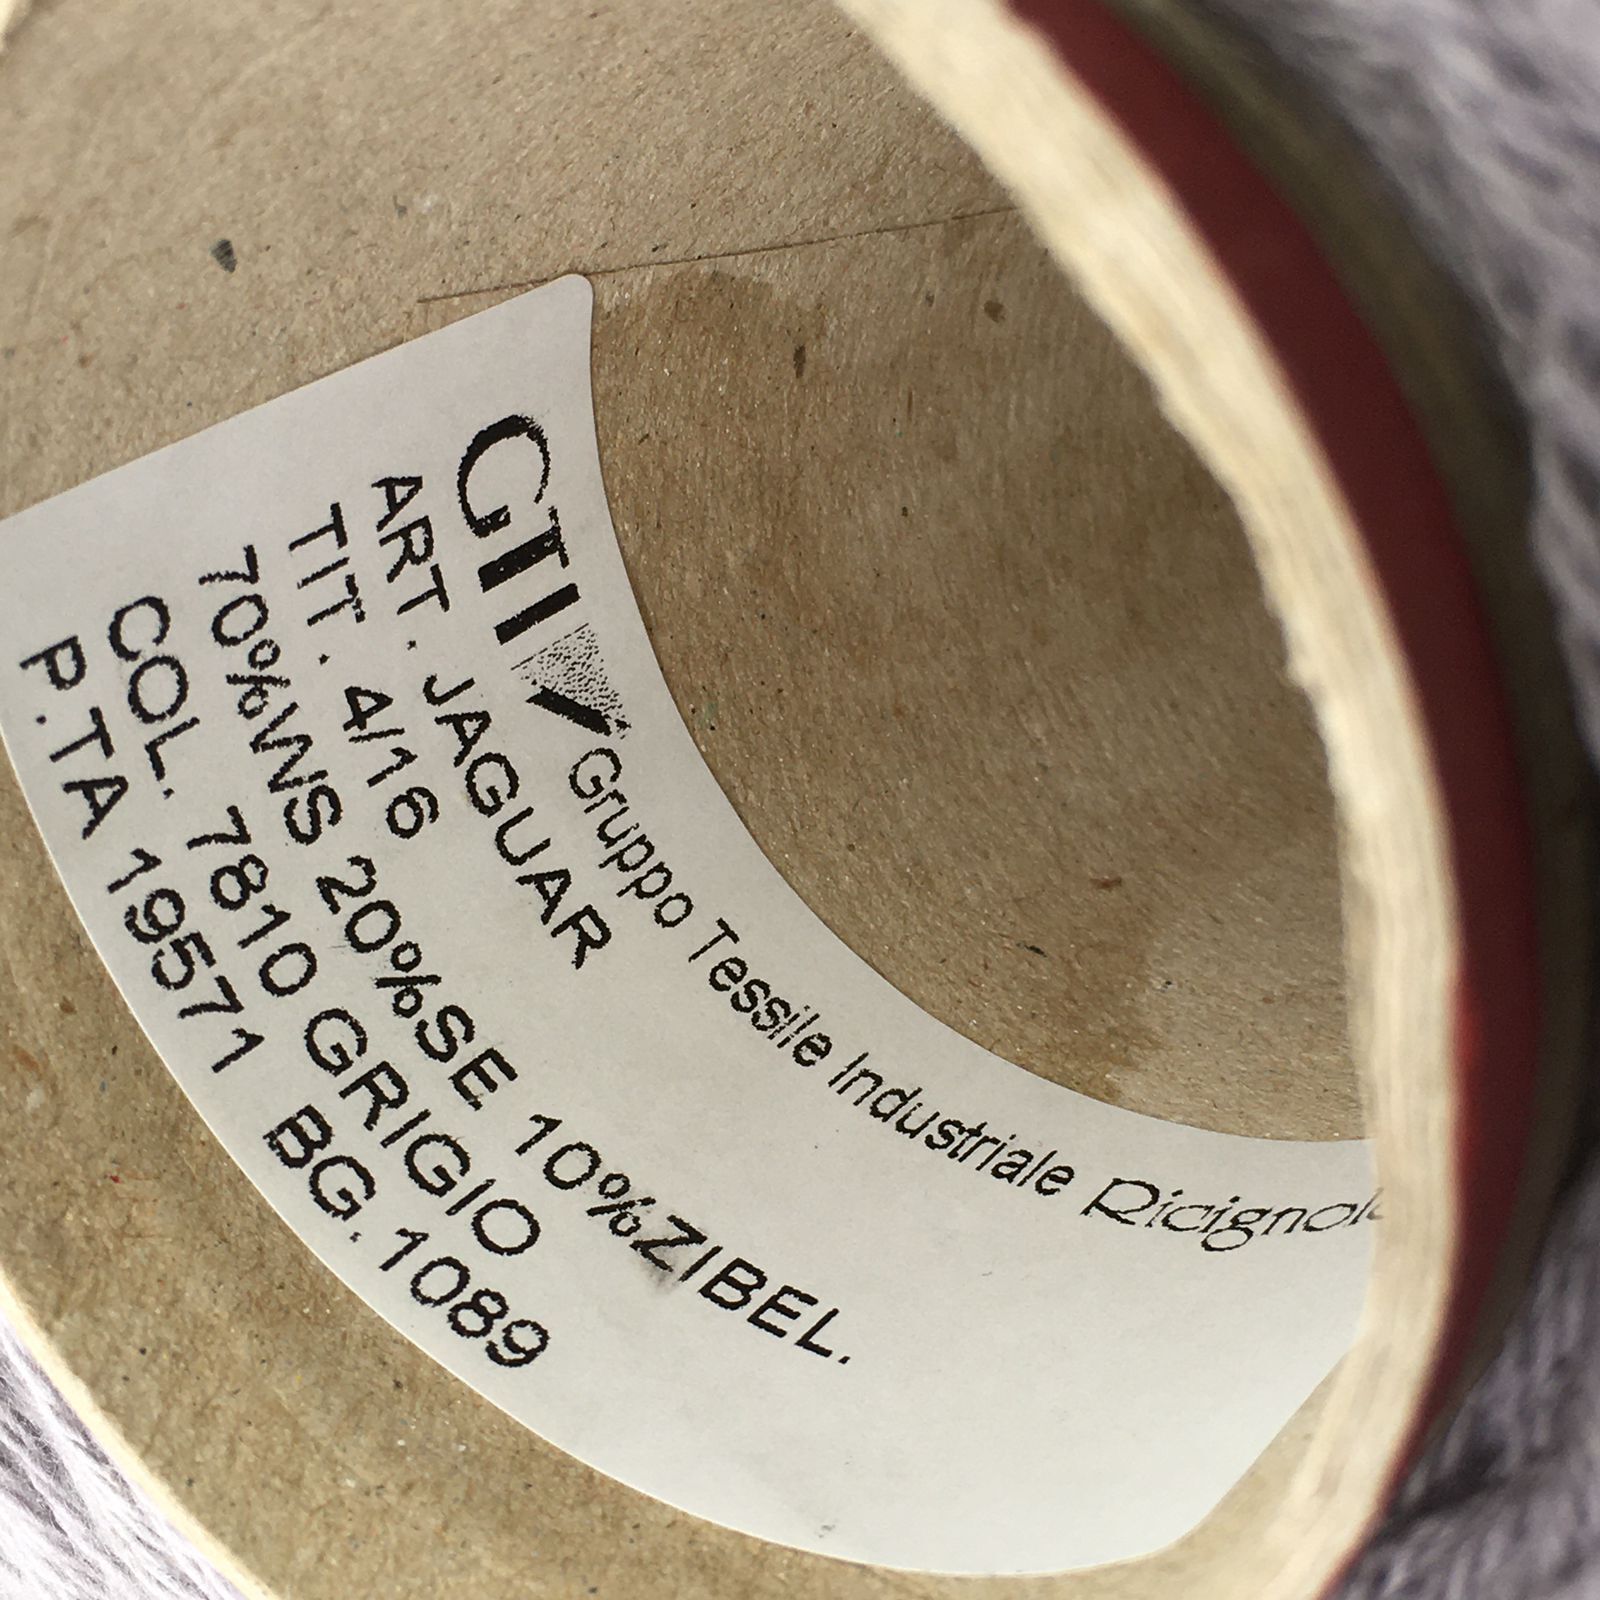 GTI Gruppo Tessile Industriale
ART. JAGUAR
TIT. 4/16
70%WS 20%SE 10%ZIBEL.
COL. 7810 GRIGIO
P.TA 19571 BG.1089